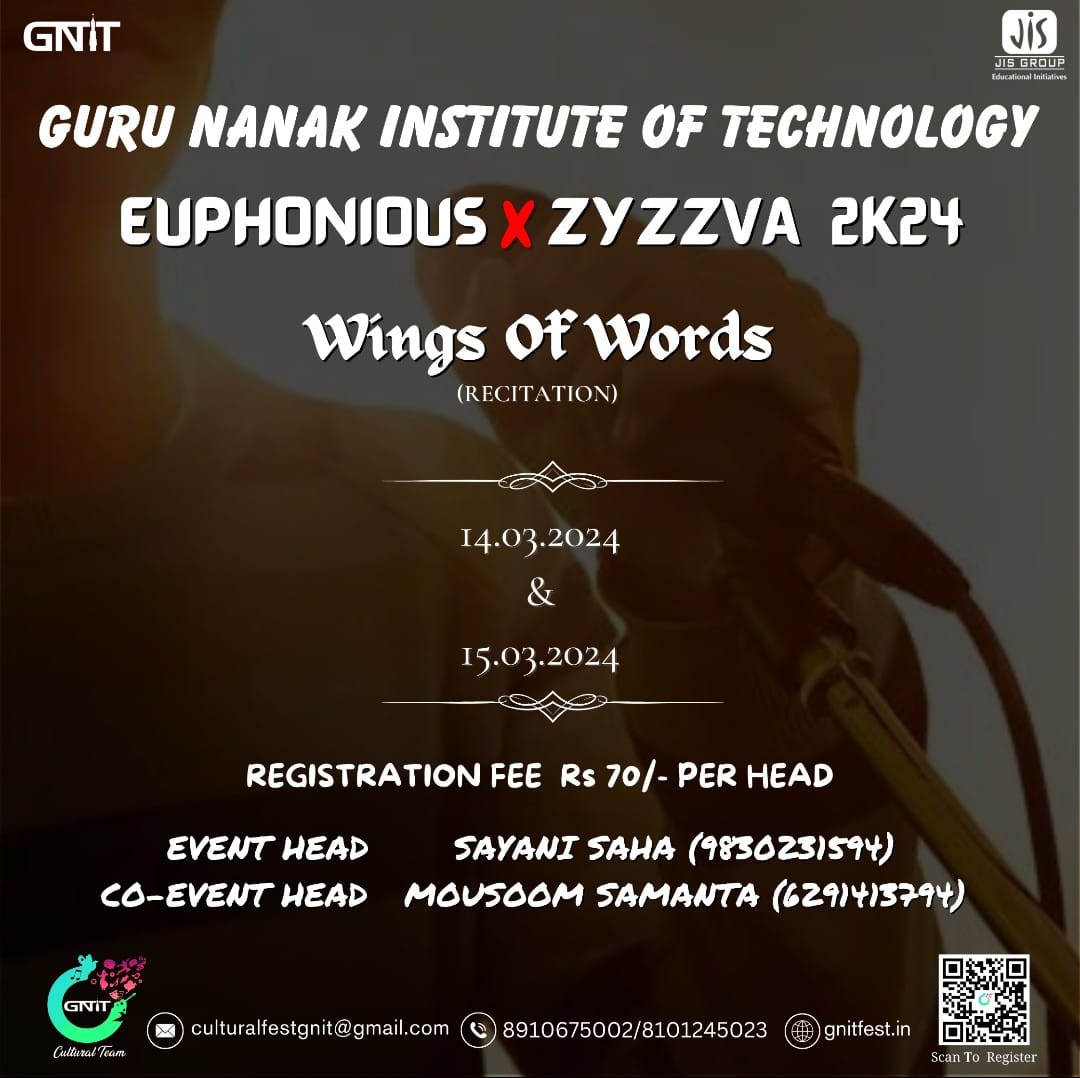 GNIT
JIS
JIS GROUP
Educational Initiatives
GURU NANAK INSTITUTE OF TECHNOLOGY
EUPHONIOUS X ZYZZVA 2K24
Wings Of Words
(RECITATION)
14.03.2024
&
15.03.2024
REGISTRATION FEE Rs 70/- PER HEAD
EVENT HEAD SAYANI SAHA (9830231594)
CO-EVENT HEAD MOUSOOM SAMANTA (6291413794)
GNIT
Cultural Team
culturalfestgnit@gmail.com 8910675002/8101245023 gnitfest.in
Scan To Register